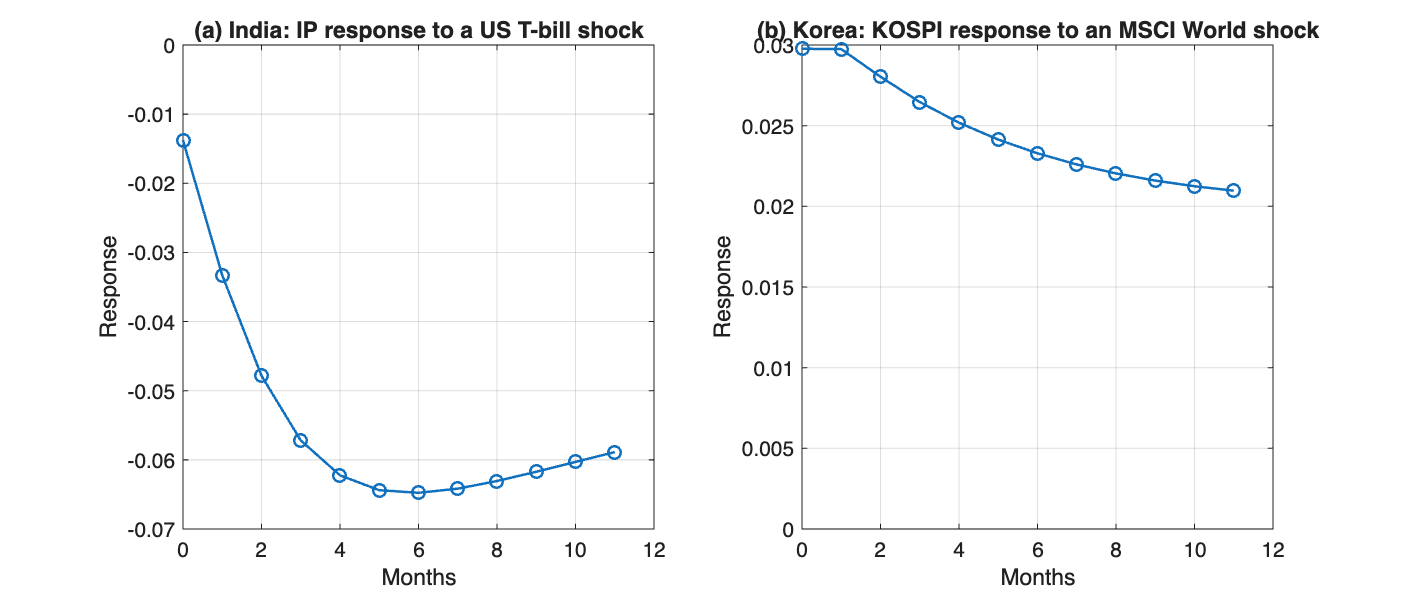 (a) India: IP response to a US T-bill shock
0
-0.01
-0.02
-0.03
-0.04
-0.05
-0.06
-0.07
Response
0 2 4 6 8 10 12
Months
(b) Korea: KOSPI response to an MSCI World shock
0.03
0.025
0.02
0.015
0.01
0.005
0
Response
0 2 4 6 8 10 12
Months